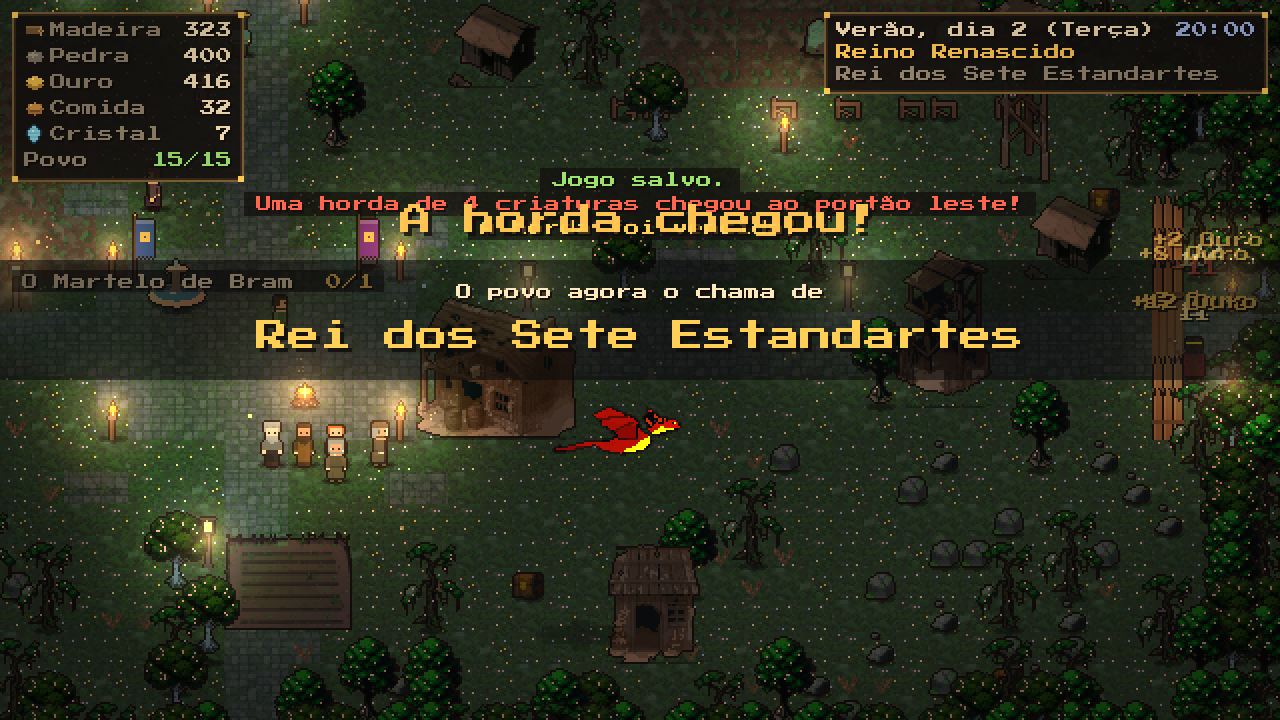 Madeira 323
Pedra 400
Ouro 416
Comida 32
Cristal 7
Povo 15/15
Verão, dia 2 (Terça) 20:00
Reino Renascido
Rei dos Sete Estandartes
Jogo salvo.
Uma horda de 4 criaturas chegou ao portão leste!
A horda chegou!
O Martelo de Bram 0/1
O povo agora o chama de
Rei dos Sete Estandartes
+2 Ouro